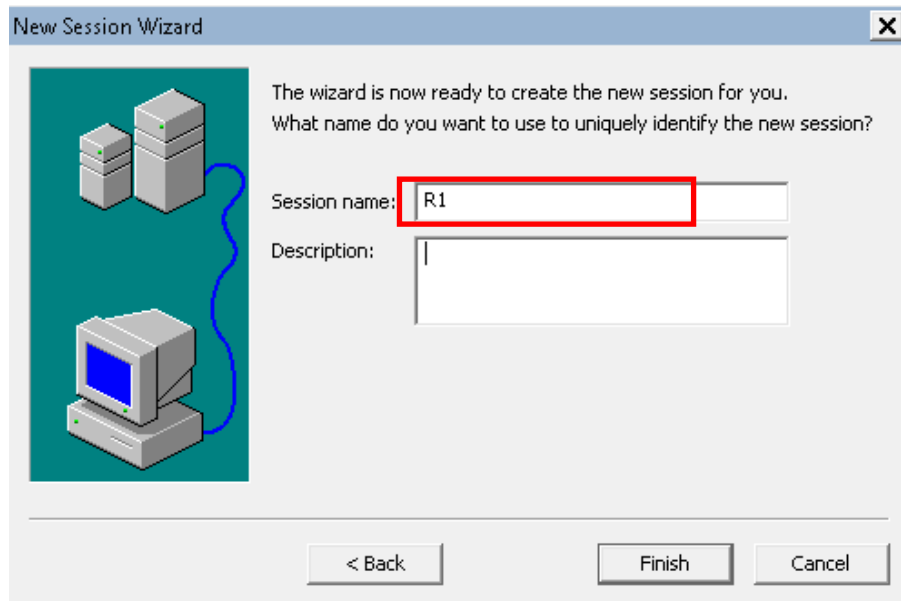 New Session Wizard
The wizard is now ready to create the new session for you.
What name do you want to use to uniquely identify the new session?
Session name: R1
Description:
< Back Finish Cancel